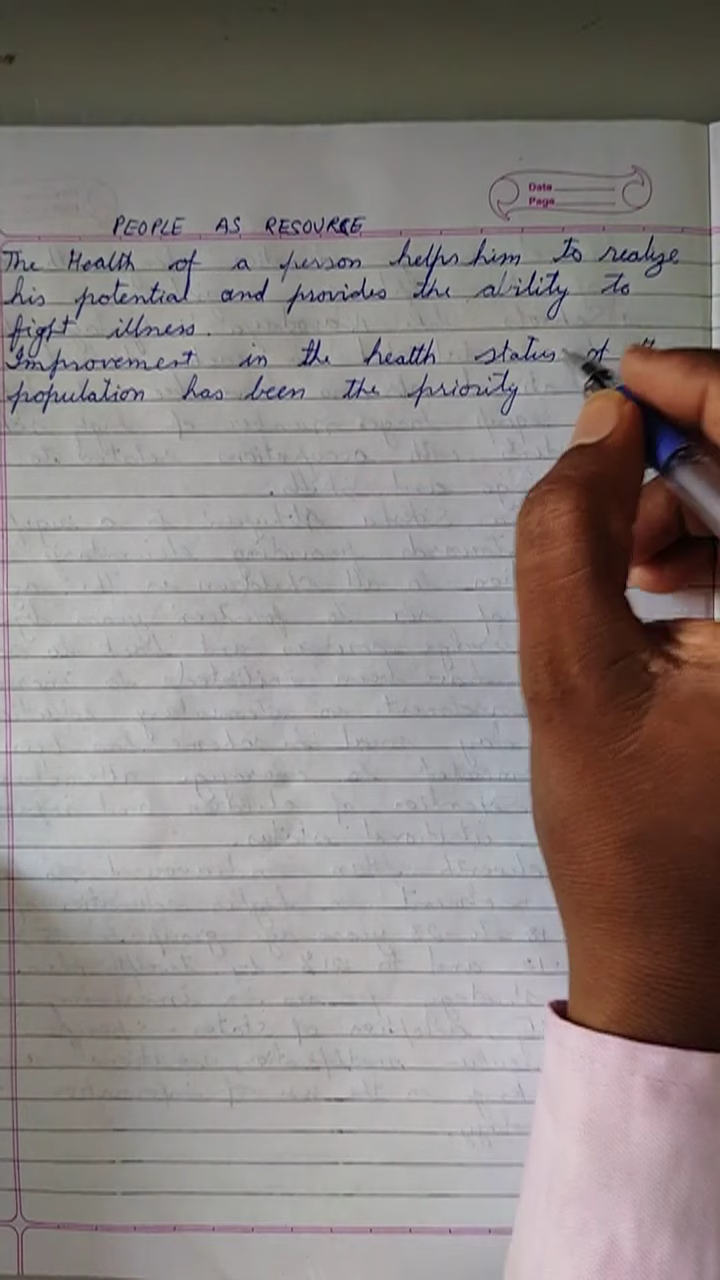 Date
Page
PEOPLE AS RESOURCE
The Health of a person helps him to realize
his potential and provides the ability to
fight illness.
Improvement in the health status of
population has been the priority